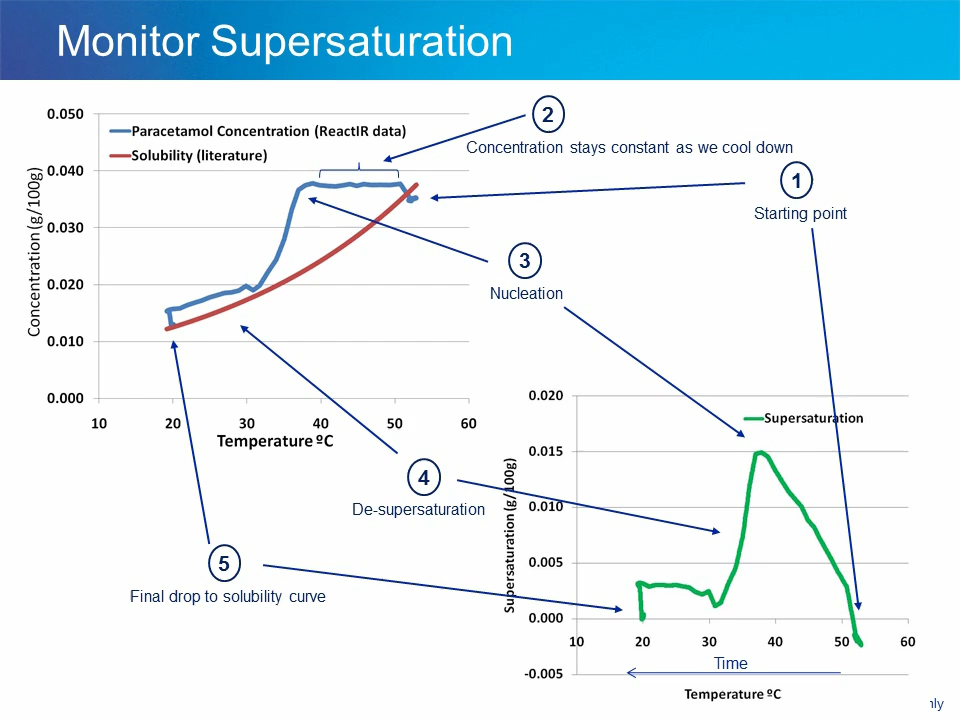 Monitor Supersaturation
0.050
0.040
0.030
0.020
0.010
0.000
Concentration (g/100g)
Paracetamol Concentration (ReactIR data)
Solubility (literature)
10 20 30 40 50 60
Temperature ºC
2
Concentration stays constant as we cool down
1
Starting point
3
Nucleation
4
De-supersaturation
5
Final drop to solubility curve
0.020
0.015
0.010
0.005
0.000
-0.005
Supersaturation (g/100g)
Supersaturation
10 20 30 40 50 60
Time
Temperature ºC